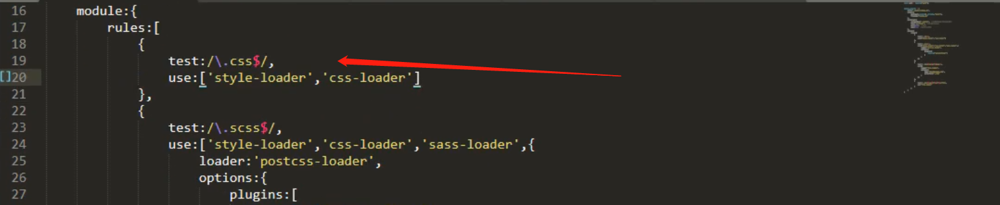 16 module:{
17 rules:[
18 {
19 test:/\.css$/,
[]20 use:['style-loader','css-loader']
21 },
22 {
23 test:/\.scss$/,
24 use:['style-loader','css-loader','sass-loader',{
25 loader:'postcss-loader',
26 options:{
27 plugins:[